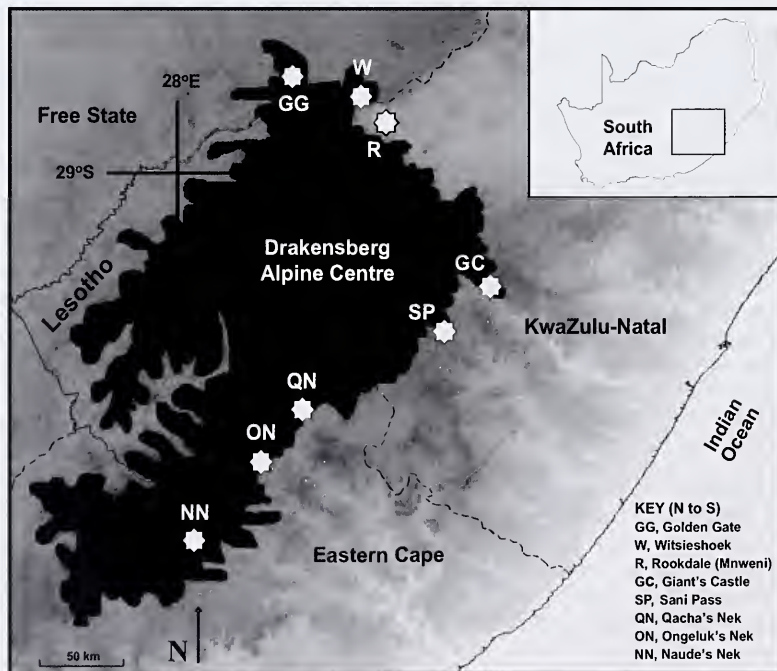 W
28°E
GG
Free State
R
South
Africa
29°S
Drakensberg
Alpine Centre
GC
Lesotho
SP
KwaZulu-Natal
QN
ON
Indian
Ocean
NN
Eastern Cape
KEY (N to S)
GG, Golden Gate
W, Witsieshoek
R, Rookdale (Mnweni)
GC, Giant's Castle
SP, Sani Pass
QN, Qacha's Nek
ON, Ongeluk's Nek
NN, Naude's Nek
N
50 km